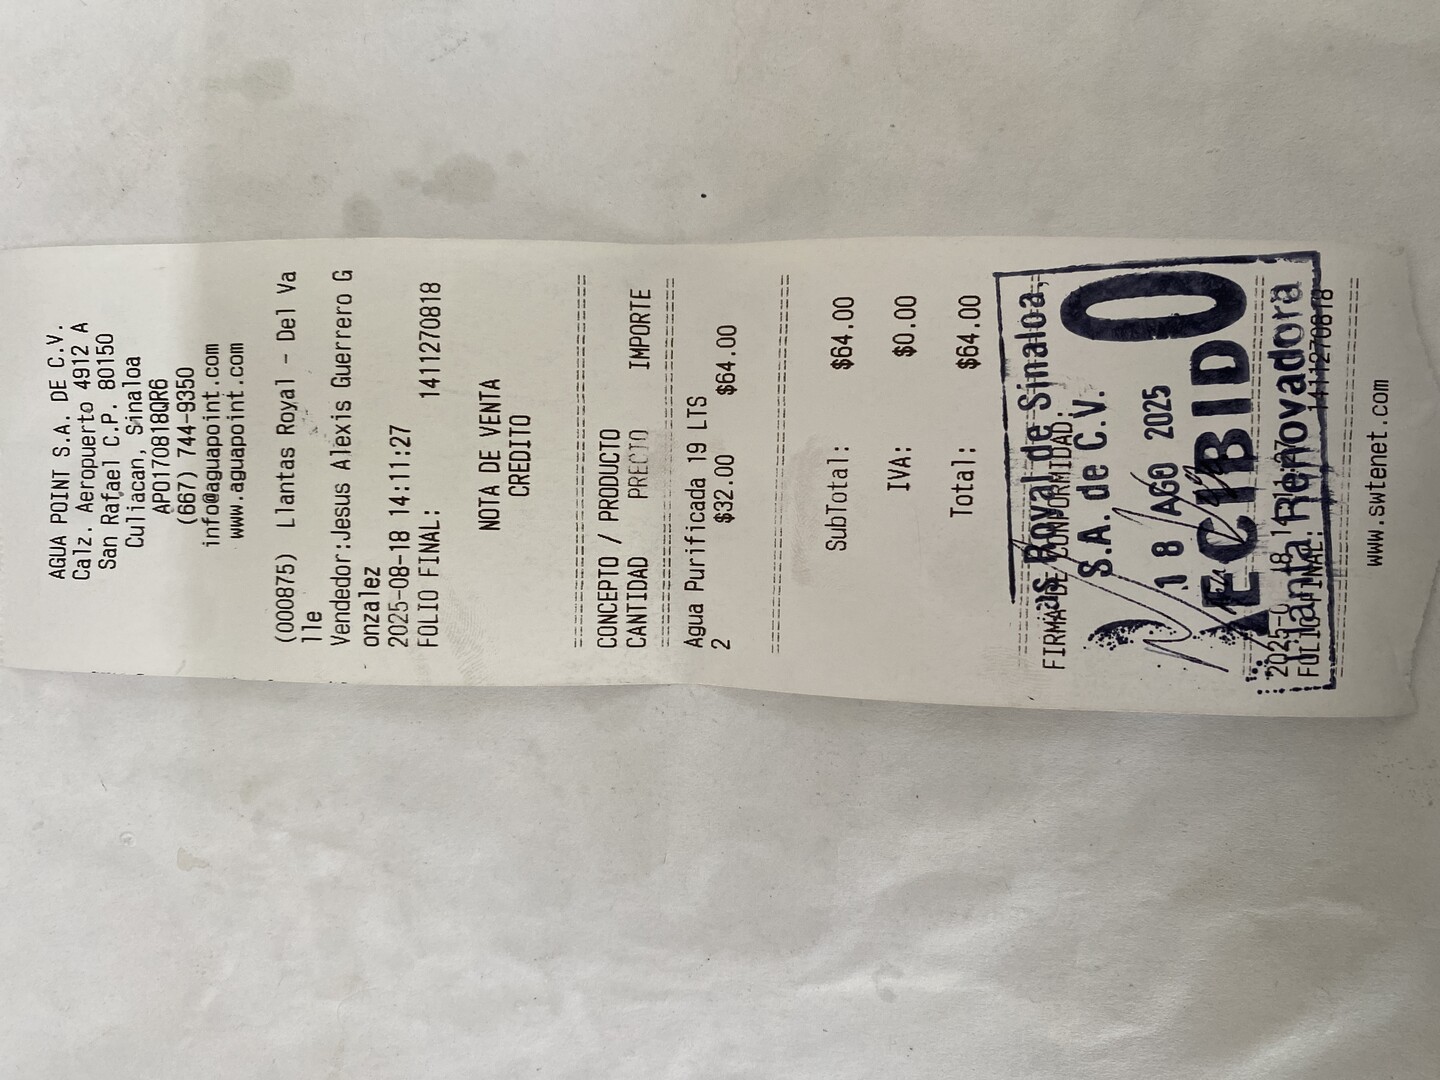 AGUA POINT S.A. DE C.V.
Calz. Aeropuerto 4912 A
San Rafael C.P. 80150
Culiacan, Sinaloa
APO170818QR6
(667) 744-9350
info@aguapoint.com
www.aguapoint.com
(000875) Llantas Royal - Del Va
lle
Vendedor:Jesus Alexis Guerrero G
onzalez
2025-08-18 14:11:27
FOLIO FINAL: 1411270818
NOTA DE VENTA
CREDITO
CONCEPTO / PRODUCTO
CANTIDAD PRECIO IMPORTE
Agua Purificada 19 LTS
2 $32.00 $64.00
SubTotal: $64.00
IVA: $0.00
Total: $64.00
Royal de Sinaloa,
FIRMA DE CONFORMIDAD:
S.A. de C.V.
18 AGO 2025
RECIBIDO
Llanta Renovadora
FOLIO FINAL: 1411270818
www.swtenet.com